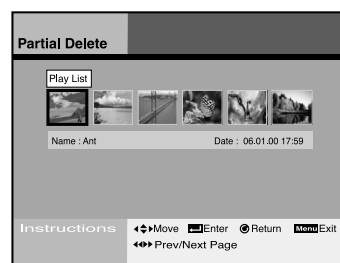 Partial Delete
Play List
Name : Ant Date : 06.01.00 17:59
Instructions
Move Enter Return Menu Exit
Prev/Next Page